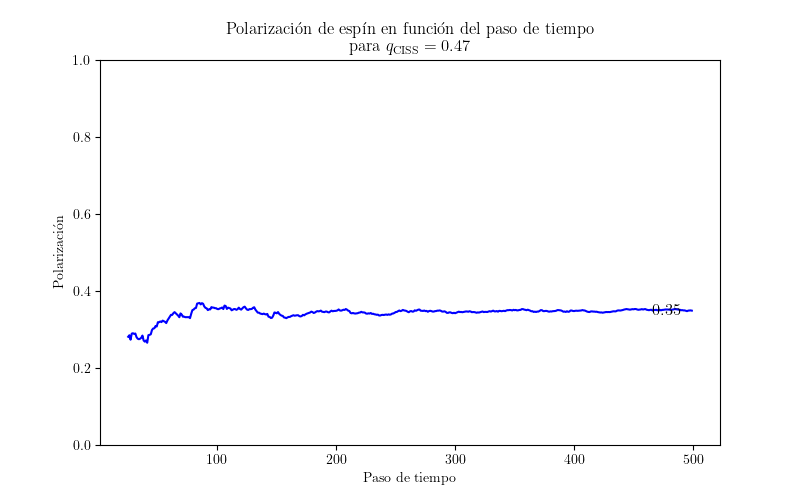 Polarización de espín en función del paso de tiempo
para q_CISS = 0.47
1.0
0.8
0.6
0.4
0.2
0.0
Polarización
0.35
100 200 300 400 500
Paso de tiempo